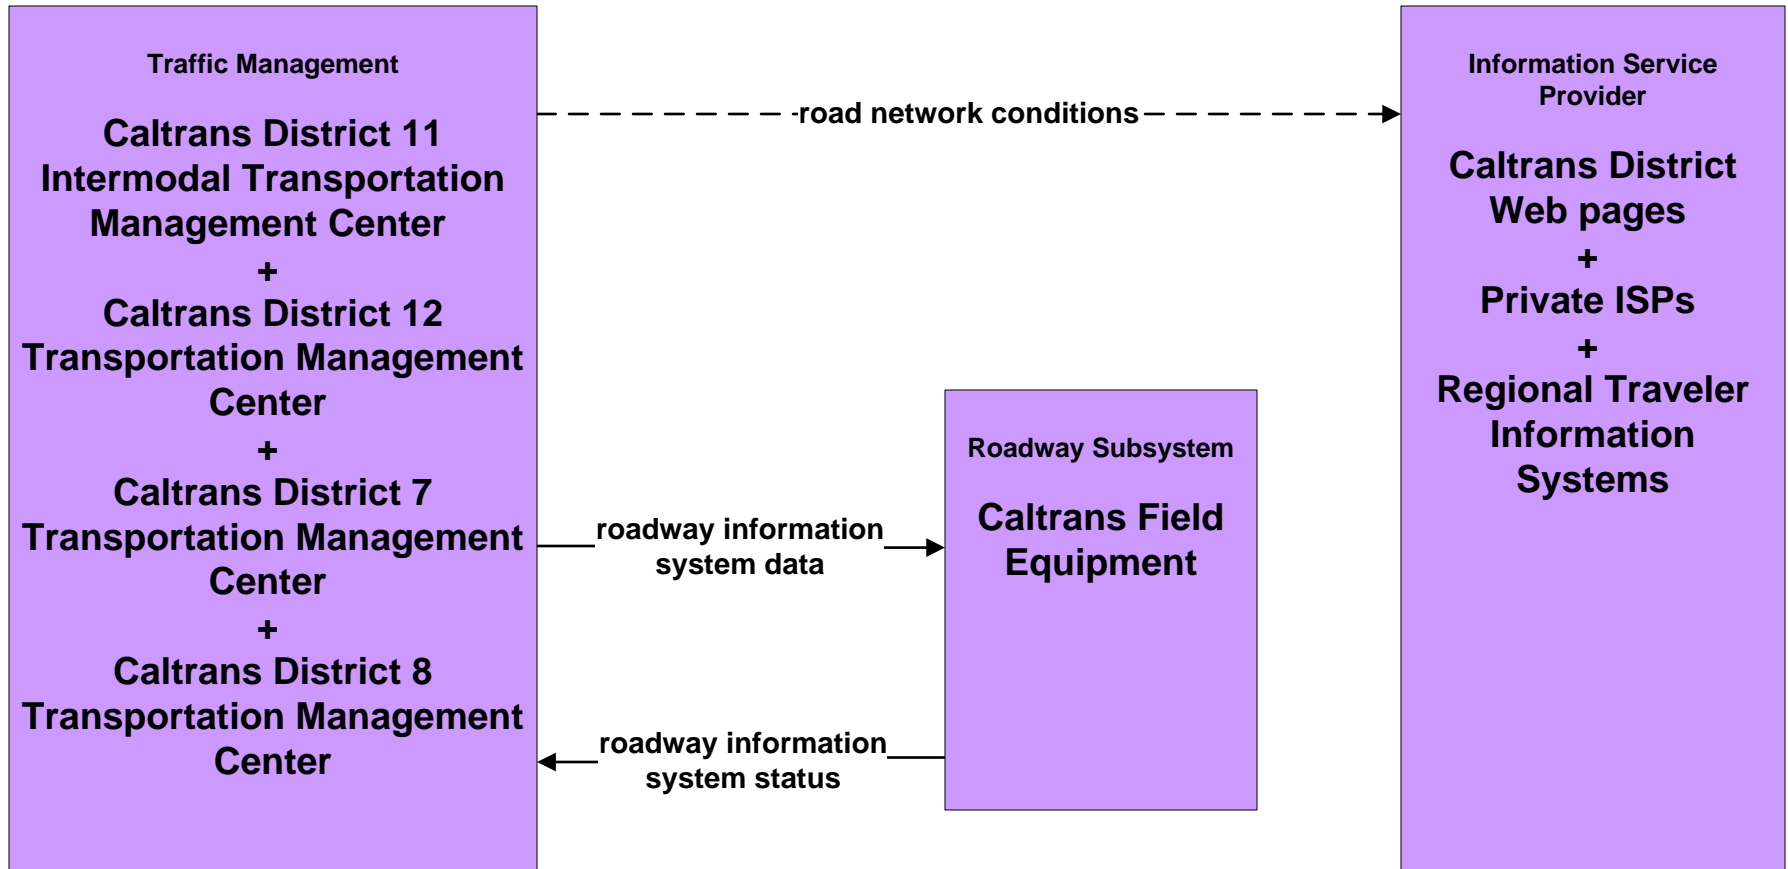 Traffic Management
Caltrans District 11
Intermodal Transportation
Management Center
+
Caltrans District 12
Transportation Management
Center
+
Caltrans District 7
Transportation Management
Center
+
Caltrans District 8
Transportation Management
Center
road network conditions
roadway information
system data
roadway information
system status
Roadway Subsystem
Caltrans Field
Equipment
Information Service
Provider
Caltrans District
Web pages
+
Private ISPs
+
Regional Traveler
Information
Systems